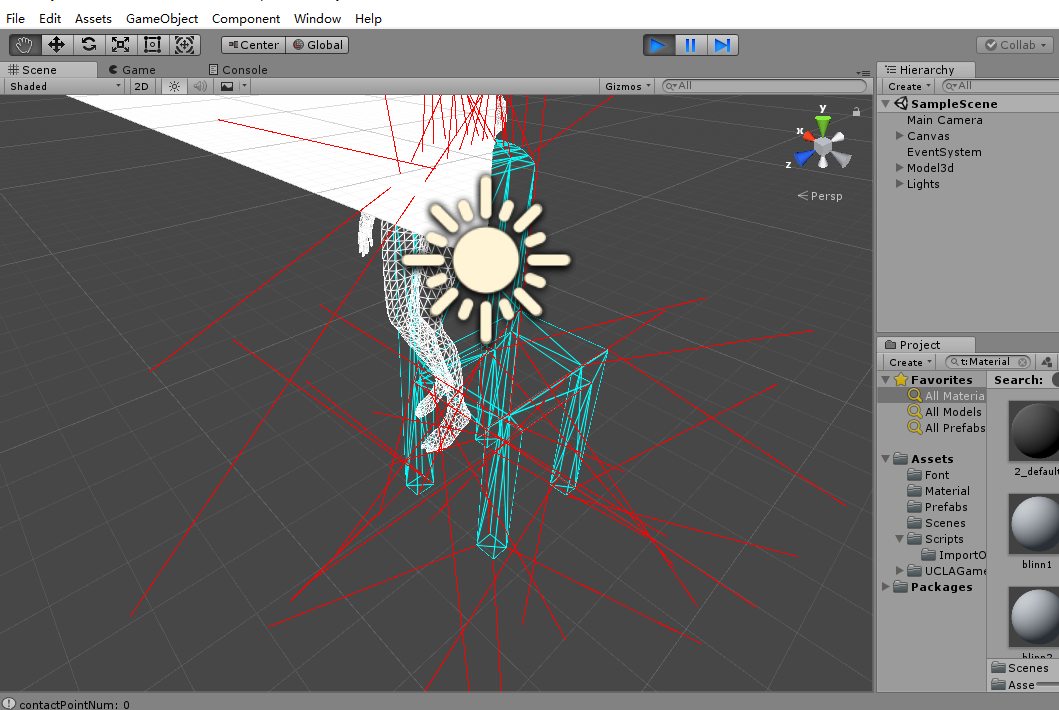 File Edit Assets GameObject Component Window Help
Center Global Collab
Scene Game Console
Shaded 2D Gizmos All
y
x
z
Persp
Hierarchy
Create All
SampleScene
Main Camera
Canvas
EventSystem
Model3d
Lights
Project
Create t:Material
Favorites
All Materia
All Models
All Prefabs
Assets
Font
Material
Prefabs
Scenes
Scripts
ImportO
UCLAGame
Packages
Search:
2_default
blinn1
blinn2
Scenes
Asse
contactPointNum: 0